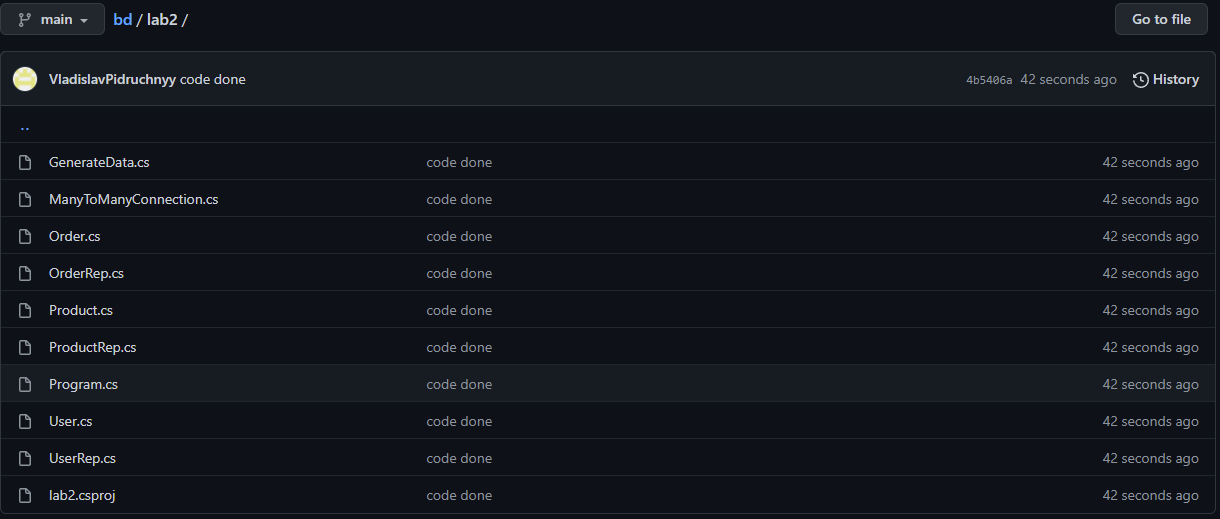 main bd / lab2 / Go to file
VladislavPidruchnyy code done 4b5406a 42 seconds ago History
..
GenerateData.cs code done 42 seconds ago
ManyToManyConnection.cs code done 42 seconds ago
Order.cs code done 42 seconds ago
OrderRep.cs code done 42 seconds ago
Product.cs code done 42 seconds ago
ProductRep.cs code done 42 seconds ago
Program.cs code done 42 seconds ago
User.cs code done 42 seconds ago
UserRep.cs code done 42 seconds ago
lab2.csproj code done 42 seconds ago